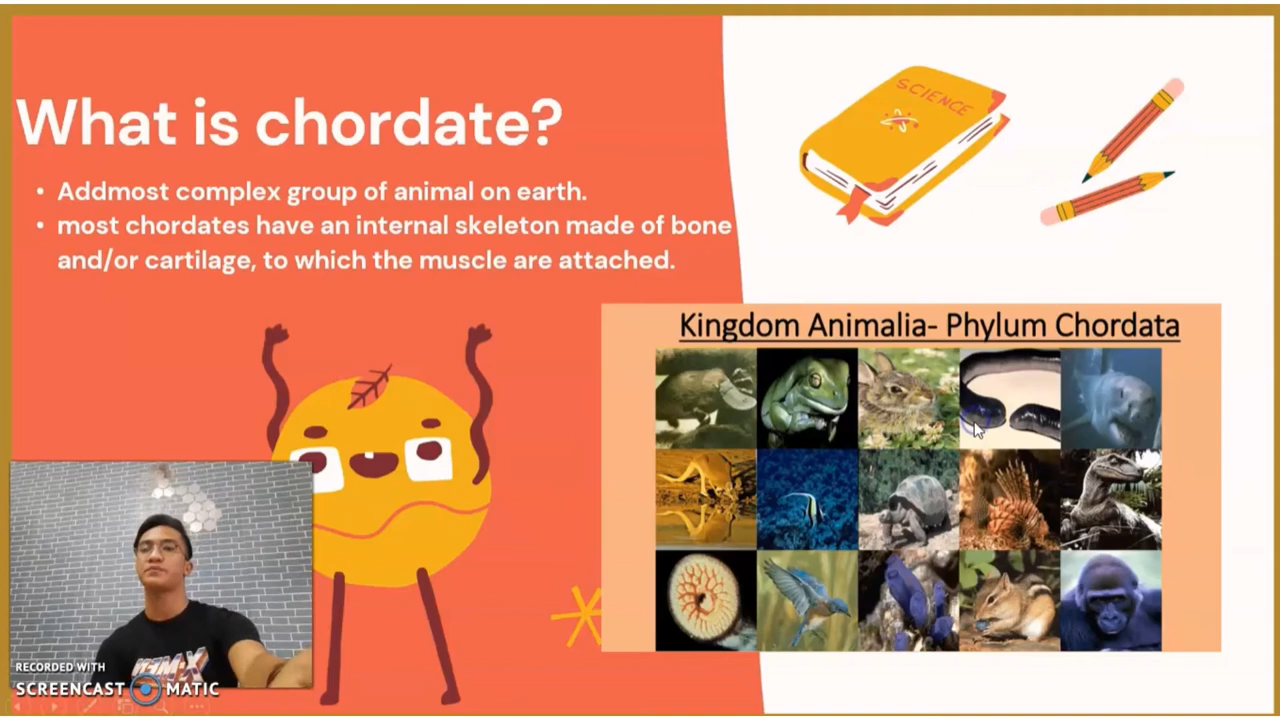 What is chordate?
• Addmost complex group of animal on earth.
• most chordates have an internal skeleton made of bone
and/or cartilage, to which the muscle are attached.
SCIENCE
Kingdom Animalia- Phylum Chordata
RECORDED WITH
SCREENCAST MATIC